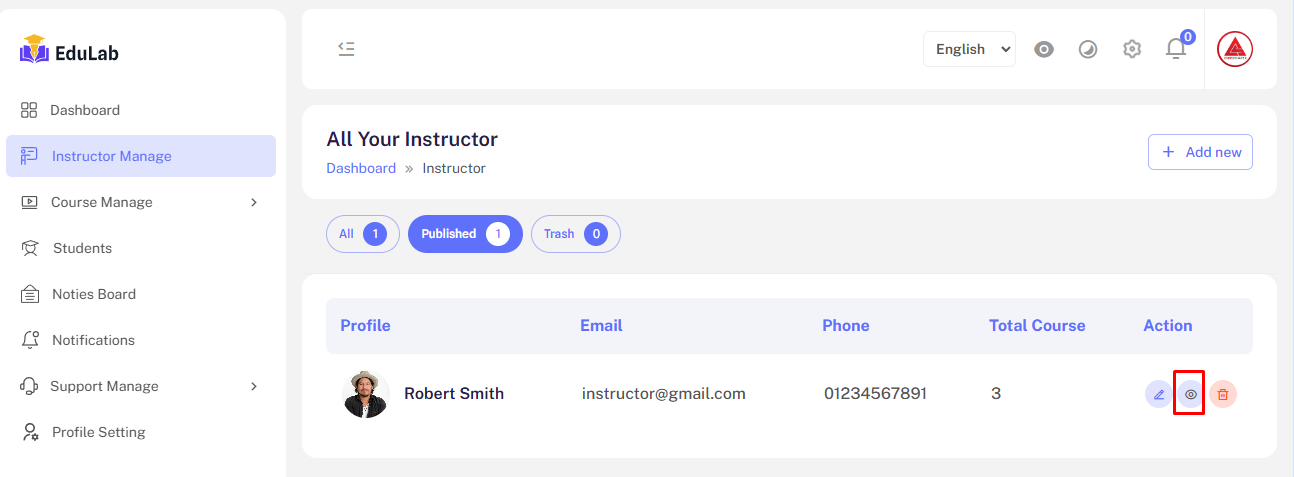 EduLab
Dashboard
Instructor Manage
Course Manage
Students
Noties Board
Notifications
Support Manage
Profile Setting
English
0
All Your Instructor
Dashboard » Instructor
+ Add new
All 1
Published 1
Trash 0
Profile Email Phone Total Course Action
Robert Smith instructor@gmail.com 01234567891 3